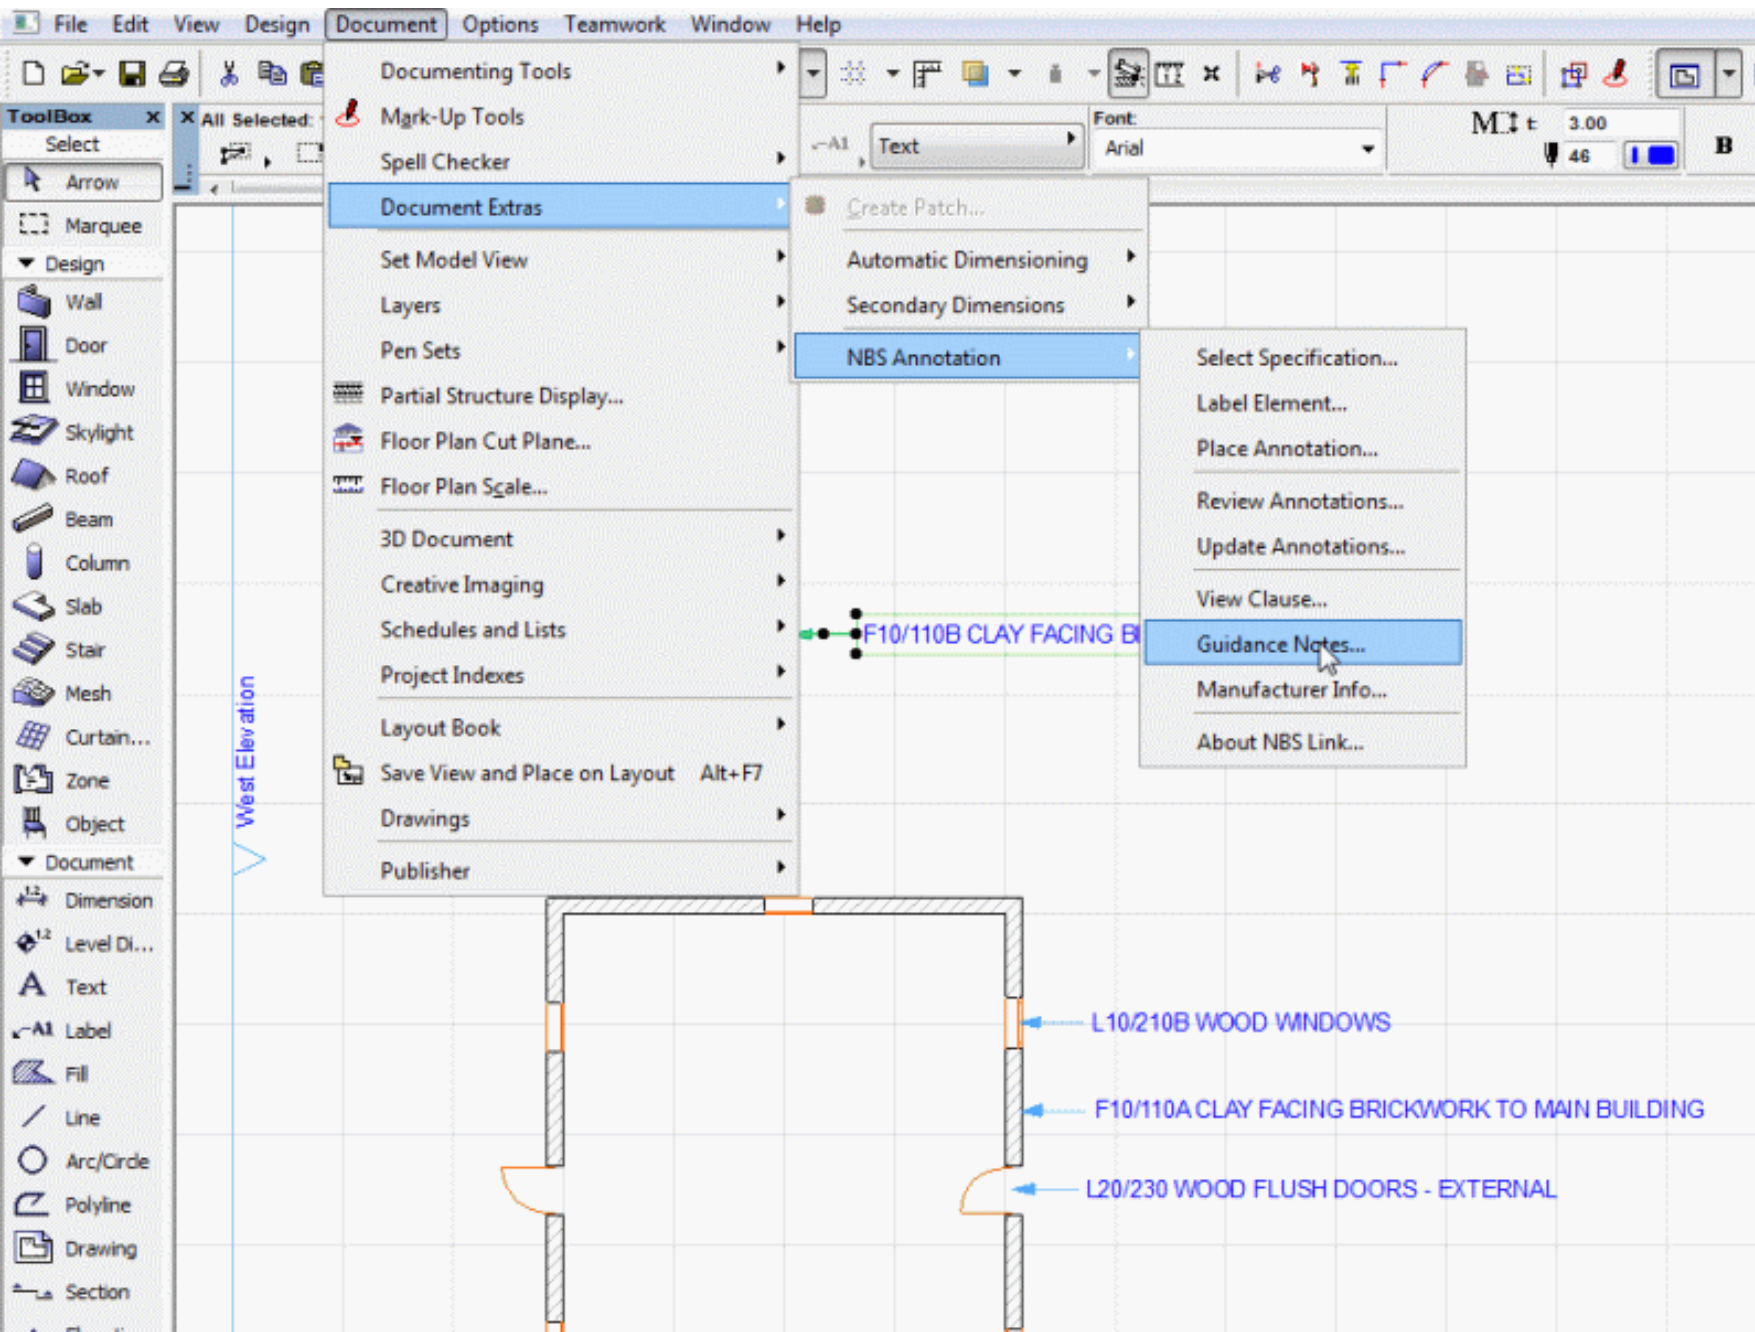 File Edit View Design Document Options Teamwork Window Help
ToolBox
Select
Arrow
Marquee
Design
Wall
Door
Window
Skylight
Roof
Beam
Column
Slab
Stair
Mesh
Curtain...
Zone
Object
Document
Dimension
Level Di...
Text
Label
Fill
Line
Arc/Circle
Polyline
Drawing
Section
All Selected:
Documenting Tools
Mark-Up Tools
Spell Checker
Document Extras
Set Model View
Layers
Pen Sets
Partial Structure Display...
Floor Plan Cut Plane...
Floor Plan Scale...
3D Document
Creative Imaging
Schedules and Lists
Project Indexes
Layout Book
Save View and Place on Layout Alt+F7
Drawings
Publisher
A1 Text
Font:
Arial
M t: 3.00
46
B
Create Patch...
Automatic Dimensioning
Secondary Dimensions
NBS Annotation
Select Specification...
Label Element...
Place Annotation...
Review Annotations...
Update Annotations...
View Clause...
Guidance Notes...
Manufacturer Info...
About NBS Link...
West Elevation
F10/110B CLAY FACING
L10/210B WOOD WINDOWS
F10/110A CLAY FACING BRICKWORK TO MAIN BUILDING
L20/230 WOOD FLUSH DOORS - EXTERNAL